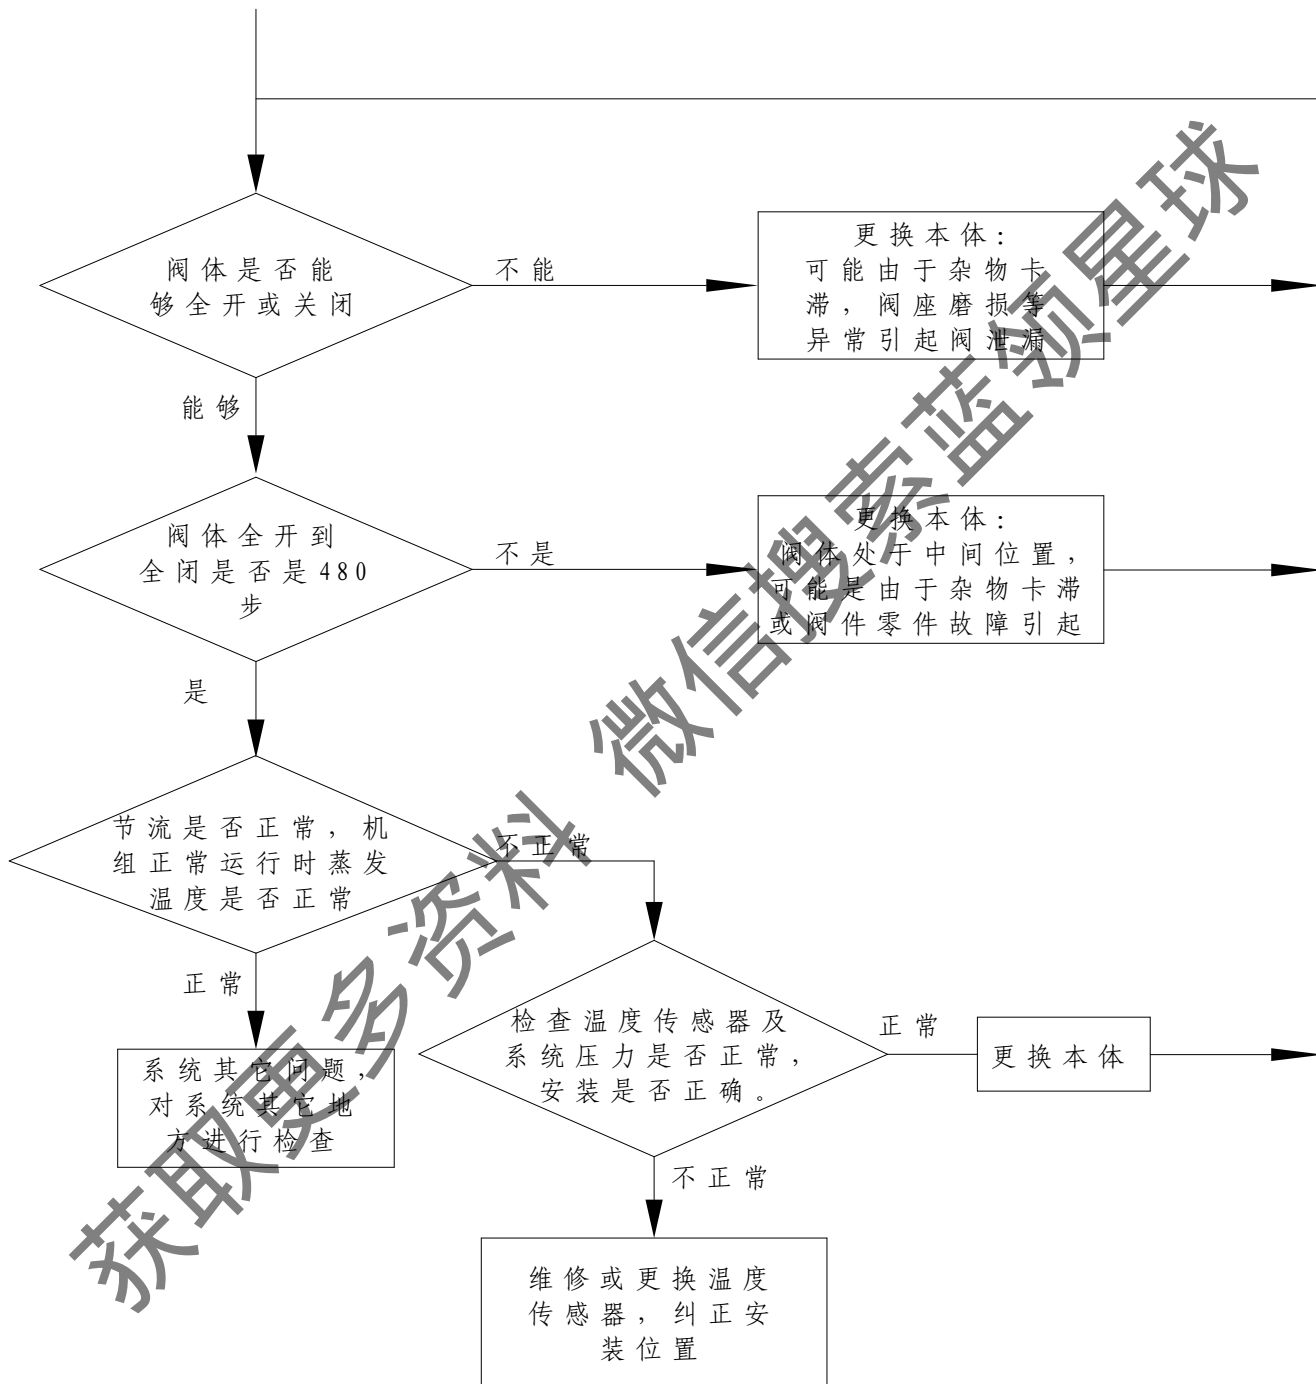 阀体是否能
够全开或关闭
不能
更换本体：
可能由于杂物卡
滞，阀座磨损等
异常引起阀泄漏
能够
阀体全开到
全闭是否是480
步
不是
更换本体：
阀体处于中间位置，
可能是由于杂物卡滞
或阀件零件故障引起
是
节流是否正常，机
组正常运行时蒸发
温度是否正常
不正常
正常
系统其它问题，
对系统其它地
方进行检查
检查温度传感器及
系统压力是否正常，
安装是否正确。
正常
更换本体
不正常
维修或更换温度
传感器，纠正安
装位置
获取更多资料 微信搜索蓝领星球